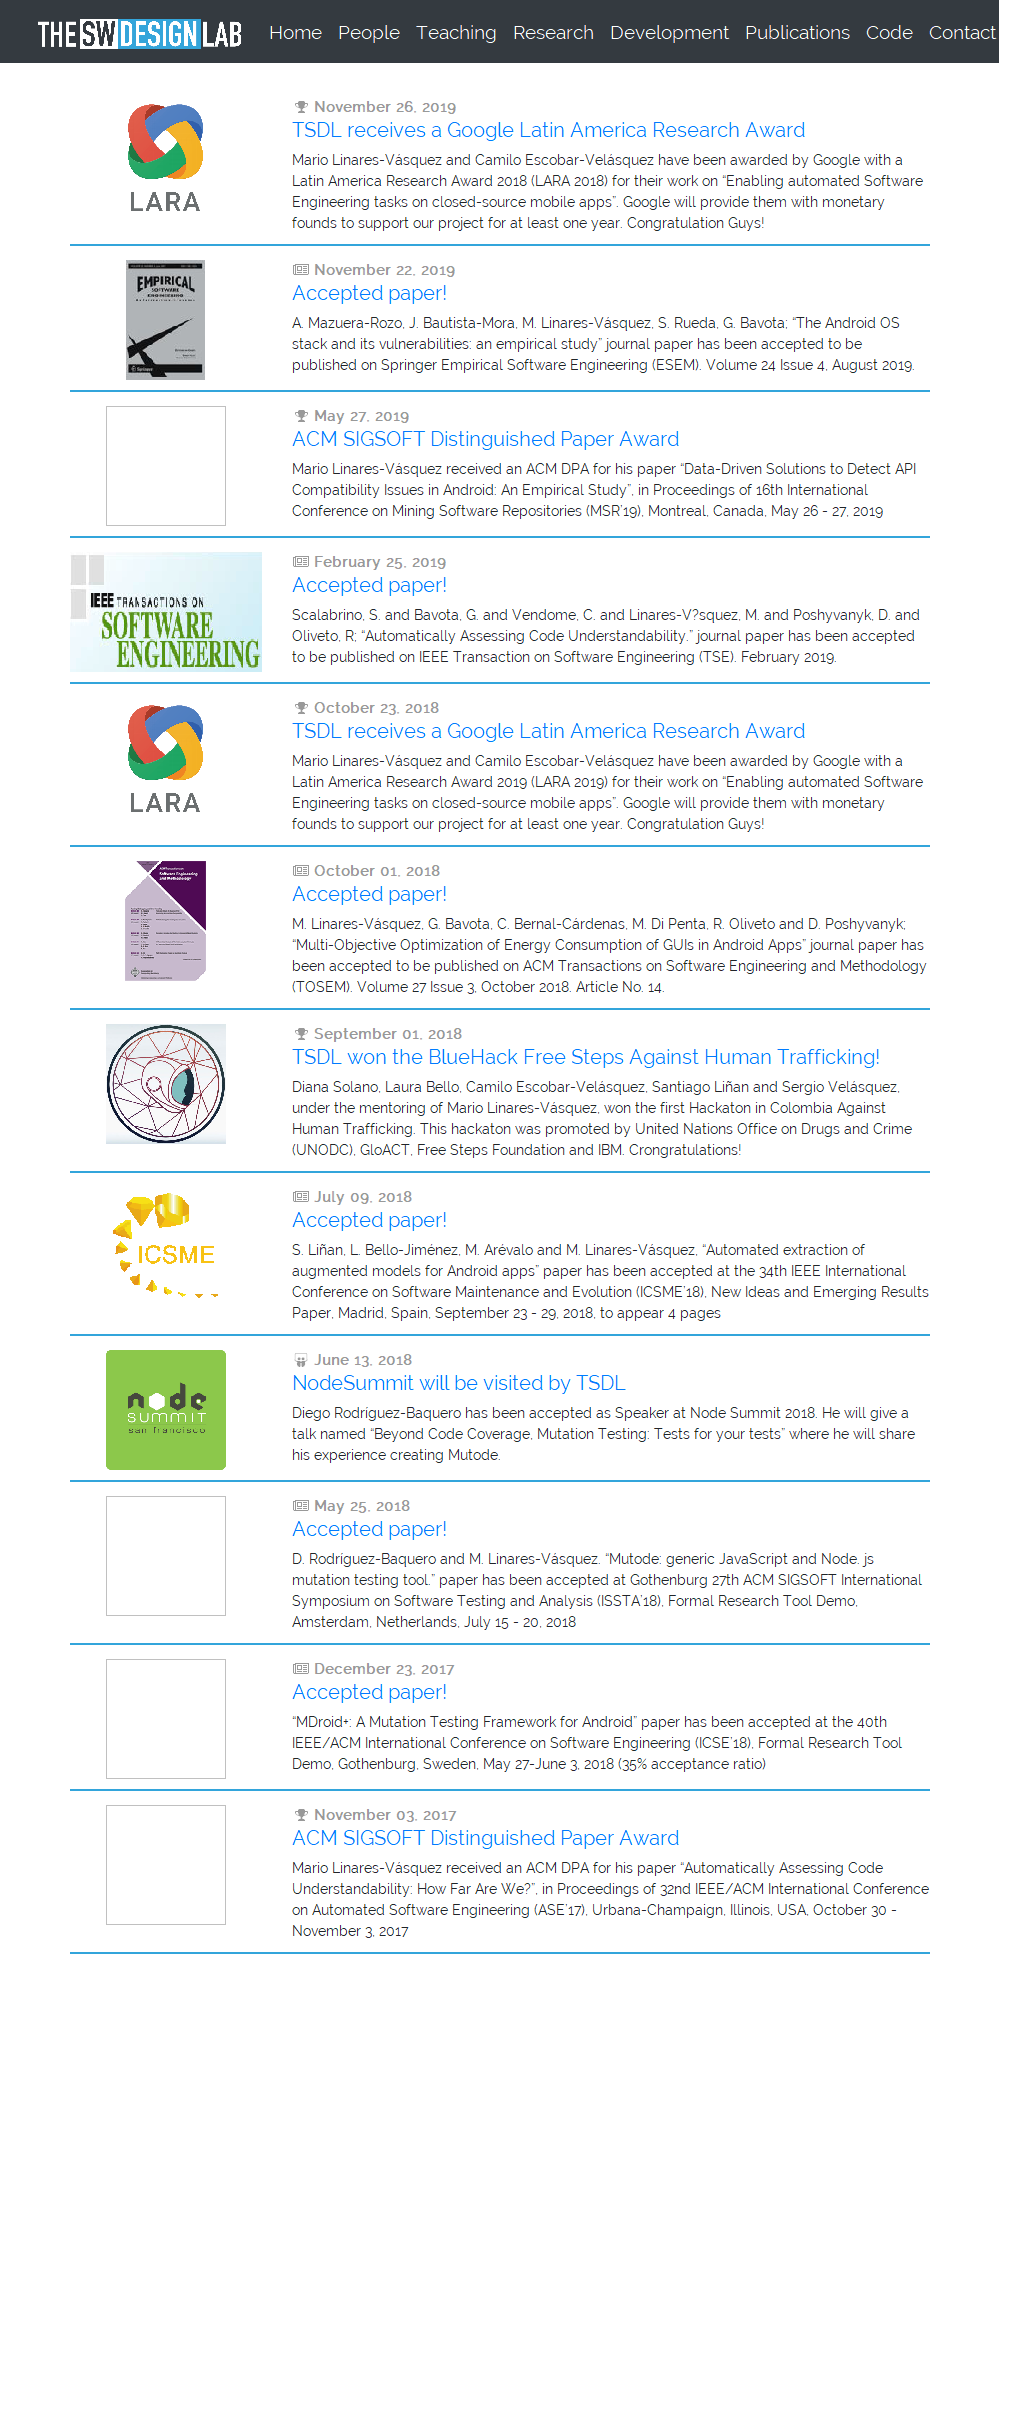 THE SW DESIGN LAB Home People Teaching Research Development Publications Code Contact
LARA
November 26, 2019
TSDL receives a Google Latin America Research Award
Mario Linares-Vásquez and Camilo Escobar-Velásquez have been awarded by Google with a
Latin America Research Award 2018 (LARA 2018) for their work on “Enabling automated Software
Engineering tasks on closed-source mobile apps”. Google will provide them with monetary
founds to support our project for at least one year. Congratulation Guys!
EMPIRICAL
SOFTWARE
ENGINEERING
November 22, 2019
Accepted paper!
A. Mazuera-Rozo, J. Bautista-Mora, M. Linares-Vásquez, S. Rueda, G. Bavota; “The Android OS
stack and its vulnerabilities: an empirical study” journal paper has been accepted to be
published on Springer Empirical Software Engineering (ESEM). Volume 24 Issue 4, August 2019.
May 27, 2019
ACM SIGSOFT Distinguished Paper Award
Mario Linares-Vásquez received an ACM DPA for his paper “Data-Driven Solutions to Detect API
Compatibility Issues in Android: An Empirical Study”, in Proceedings of 16th International
Conference on Mining Software Repositories (MSR’19), Montreal, Canada, May 26 - 27, 2019
IEEE TRANSACTIONS ON
SOFTWARE
ENGINEERING
February 25, 2019
Accepted paper!
Scalabrino, S. and Bavota, G. and Vendome, C. and Linares-V?squez, M. and Poshyvanyk, D. and
Oliveto, R; “Automatically Assessing Code Understandability.” journal paper has been accepted
to be published on IEEE Transaction on Software Engineering (TSE). February 2019.
LARA
October 23, 2018
TSDL receives a Google Latin America Research Award
Mario Linares-Vásquez and Camilo Escobar-Velásquez have been awarded by Google with a
Latin America Research Award 2019 (LARA 2019) for their work on “Enabling automated Software
Engineering tasks on closed-source mobile apps”. Google will provide them with monetary
founds to support our project for at least one year. Congratulation Guys!
Software Engineering
and Methodology
October 01, 2018
Accepted paper!
M. Linares-Vásquez, G. Bavota, C. Bernal-Cárdenas, M. Di Penta, R. Oliveto and D. Poshyvanyk;
“Multi-Objective Optimization of Energy Consumption of GUIs in Android Apps” journal paper has
been accepted to be published on ACM Transactions on Software Engineering and Methodology
(TOSEM). Volume 27 Issue 3, October 2018. Article No. 14.
September 01, 2018
TSDL won the BlueHack Free Steps Against Human Trafficking!
Diana Solano, Laura Bello, Camilo Escobar-Velásquez, Santiago Liñan and Sergio Velásquez,
under the mentoring of Mario Linares-Vásquez, won the first Hackaton in Colombia Against
Human Trafficking. This hackaton was promoted by United Nations Office on Drugs and Crime
(UNODC), GloACT, Free Steps Foundation and IBM. Crongratulations!
ICSME
July 09, 2018
Accepted paper!
S. Liñan, L. Bello-Jiménez, M. Arévalo and M. Linares-Vásquez, “Automated extraction of
augmented models for Android apps” paper has been accepted at the 34th IEEE International
Conference on Software Maintenance and Evolution (ICSME’18), New Ideas and Emerging Results
Paper, Madrid, Spain, September 23 - 29, 2018, to appear 4 pages
node
SUMMIT
san francisco
June 13, 2018
NodeSummit will be visited by TSDL
Diego Rodríguez-Baquero has been accepted as Speaker at Node Summit 2018. He will give a
talk named “Beyond Code Coverage, Mutation Testing: Tests for your tests” where he will share
his experience creating Mutode.
May 25, 2018
Accepted paper!
D. Rodríguez-Baquero and M. Linares-Vásquez. “Mutode: generic JavaScript and Node. js
mutation testing tool.” paper has been accepted at Gothenburg 27th ACM SIGSOFT International
Symposium on Software Testing and Analysis (ISSTA’18), Formal Research Tool Demo,
Amsterdam, Netherlands, July 15 - 20, 2018
December 23, 2017
Accepted paper!
“MDroid+: A Mutation Testing Framework for Android” paper has been accepted at the 40th
IEEE/ACM International Conference on Software Engineering (ICSE’18), Formal Research Tool
Demo, Gothenburg, Sweden, May 27-June 3, 2018 (35% acceptance ratio)
November 03, 2017
ACM SIGSOFT Distinguished Paper Award
Mario Linares-Vásquez received an ACM DPA for his paper “Automatically Assessing Code
Understandability: How Far Are We?”, in Proceedings of 32nd IEEE/ACM International Conference
on Automated Software Engineering (ASE’17), Urbana-Champaign, Illinois, USA, October 30 -
November 3, 2017